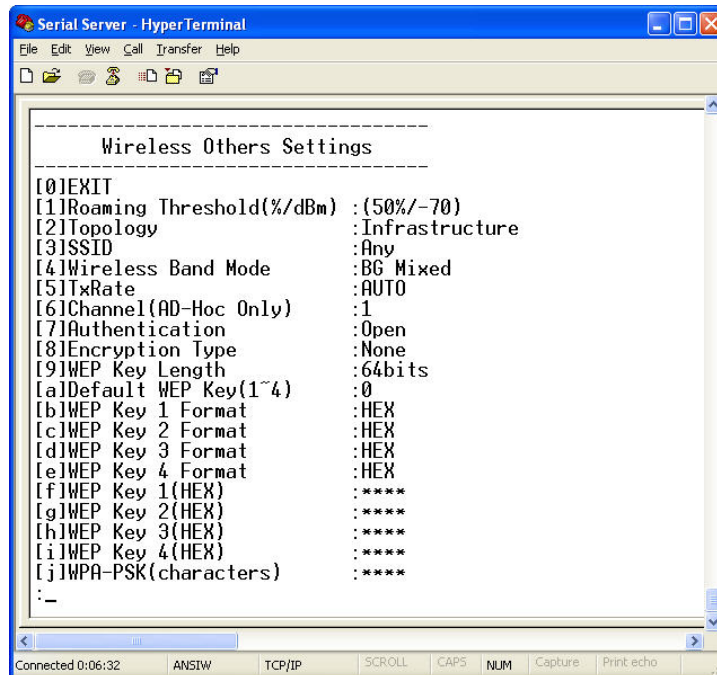 Serial Server - HyperTerminal
File Edit View Call Transfer Help
-----------------------------------
Wireless Others Settings
-----------------------------------
[0]EXIT
[1]Roaming Threshold(%/dBm) :(50%/-70)
[2]Topology :Infrastructure
[3]SSID :Any
[4]Wireless Band Mode :BG Mixed
[5]TxRate :AUTO
[6]Channel(AD-Hoc Only) :1
[7]Authentication :Open
[8]Encryption Type :None
[9]WEP Key Length :64bits
[a]Default WEP Key(1~4) :0
[b]WEP Key 1 Format :HEX
[c]WEP Key 2 Format :HEX
[d]WEP Key 3 Format :HEX
[e]WEP Key 4 Format :HEX
[f]WEP Key 1(HEX) :****
[g]WEP Key 2(HEX) :****
[h]WEP Key 3(HEX) :****
[i]WEP Key 4(HEX) :****
[j]WPA-PSK(characters) :****
:_
Connected 0:06:32 ANSIW TCP/IP SCROLL CAPS NUM Capture Print echo